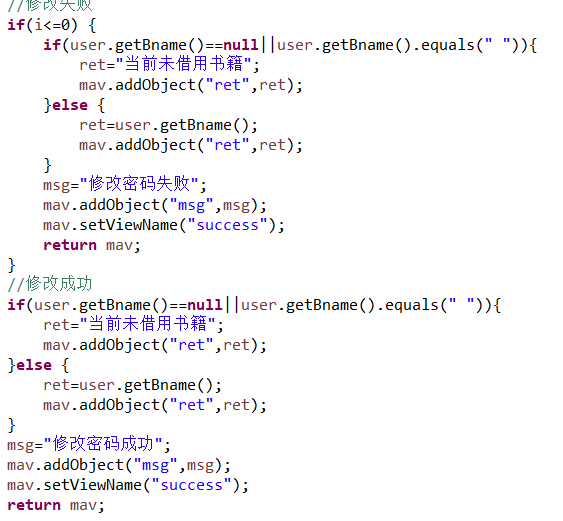 //修改失败
if(i<=0) {
if(user.getBname()==null||user.getBname().equals(" ")){
ret="当前未借用书籍";
mav.addObject("ret",ret);
}else {
ret=user.getBname();
mav.addObject("ret",ret);
}
msg="修改密码失败";
mav.addObject("msg",msg);
mav.setViewName("success");
return mav;
}
//修改成功
if(user.getBname()==null||user.getBname().equals(" ")){
ret="当前未借用书籍";
mav.addObject("ret",ret);
}else {
ret=user.getBname();
mav.addObject("ret",ret);
}
msg="修改密码成功";
mav.addObject("msg",msg);
mav.setViewName("success");
return mav;